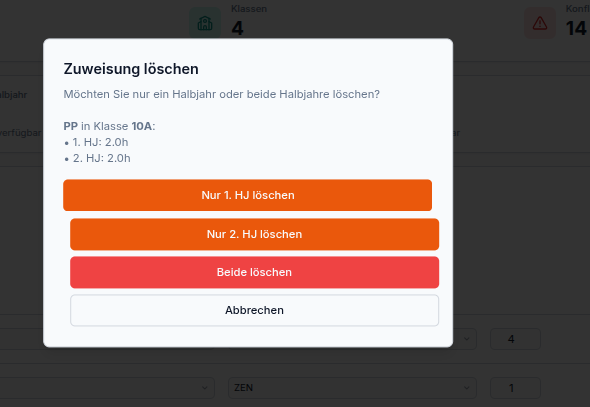 Klassen
4
Konfl
14
Zuweisung löschen
Möchten Sie nur ein Halbjahr oder beide Halbjahre löschen?
lbjahr
PP in Klasse 10A:
• 1. HJ: 2.0h
• 2. HJ: 2.0h
erfügbar
ar
Nur 1. HJ löschen
Nur 2. HJ löschen
Beide löschen
Abbrechen
4
ZEN
1